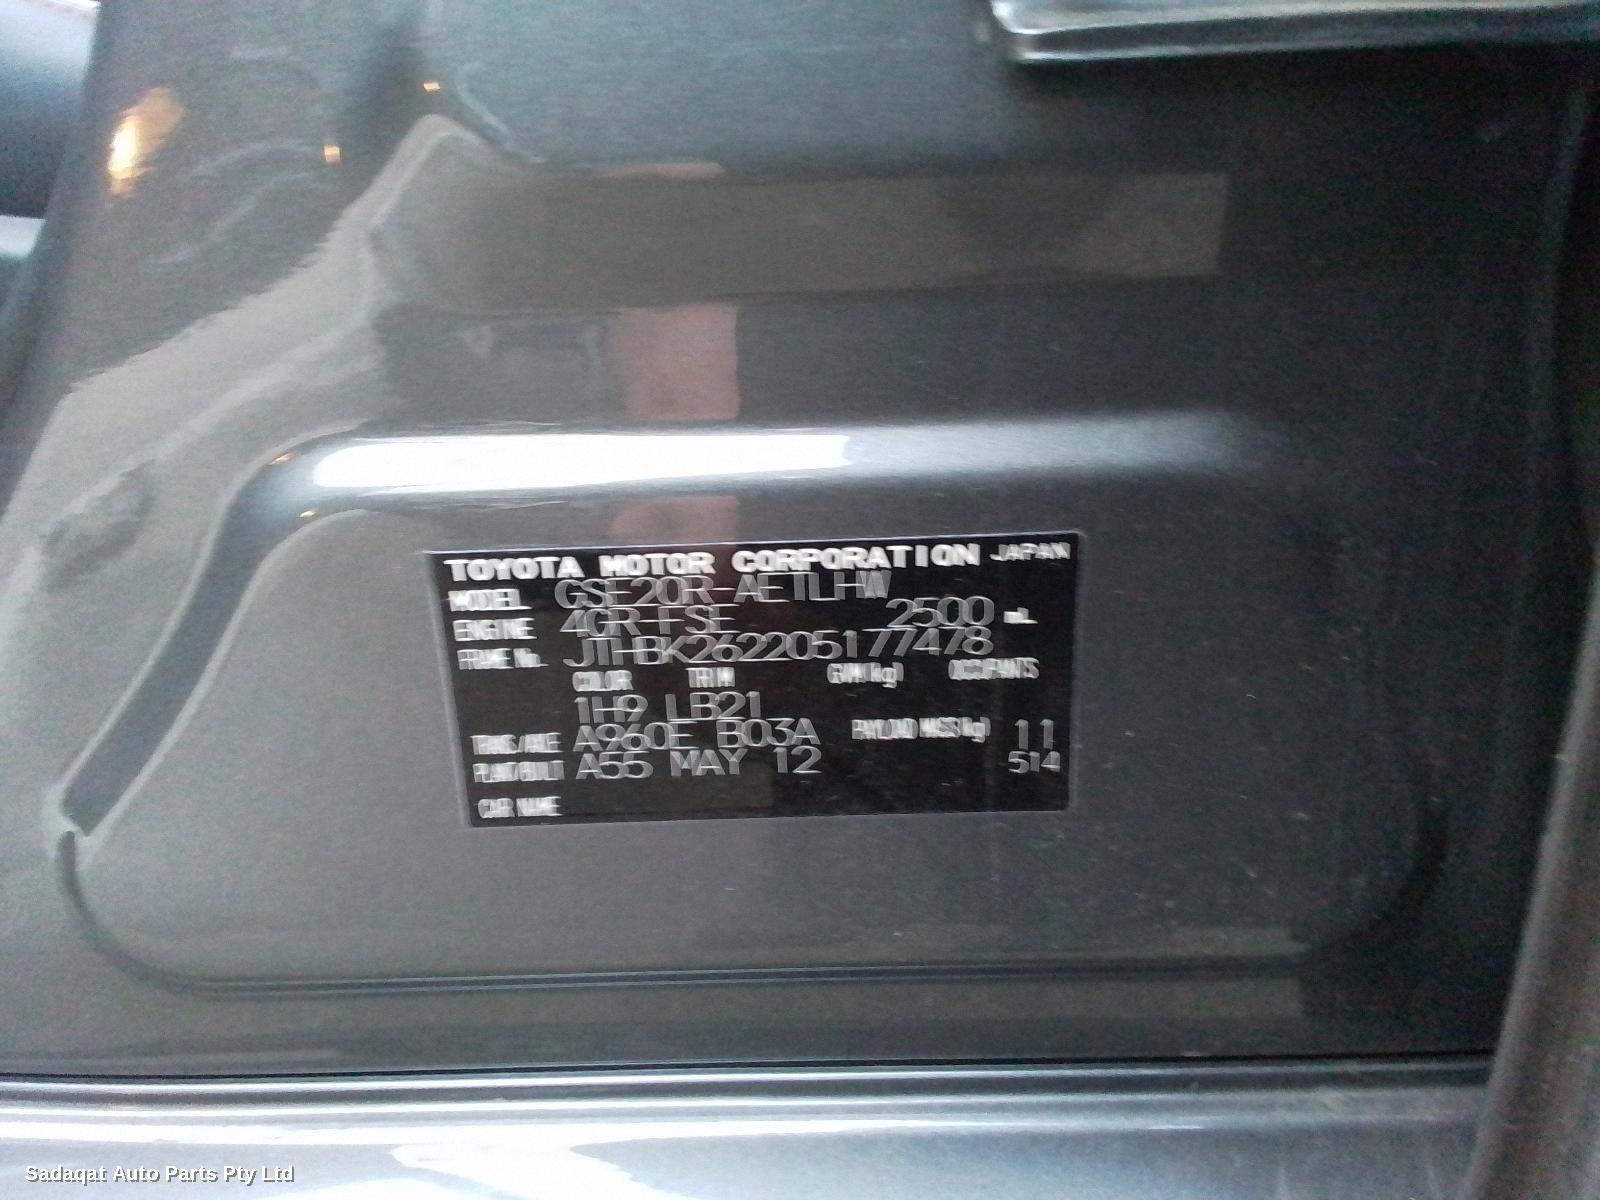 TOYOTA MOTOR CORPORATION JAPAN
MODEL GSE20R-AETLHW
ENGINE 4GR-FSE 2500 mL
FRAME No. JTHBK262205177478
COLOR TRIM GVM(kg) OCCUPANTS
1H9 LB21
TRANS/AXLE A960E B03A PAYLOAD MASS(kg) 11
PLANT/BUILT A55 MAY 12 514
CAR NAME
Sadaqat Auto Parts Pty Ltd